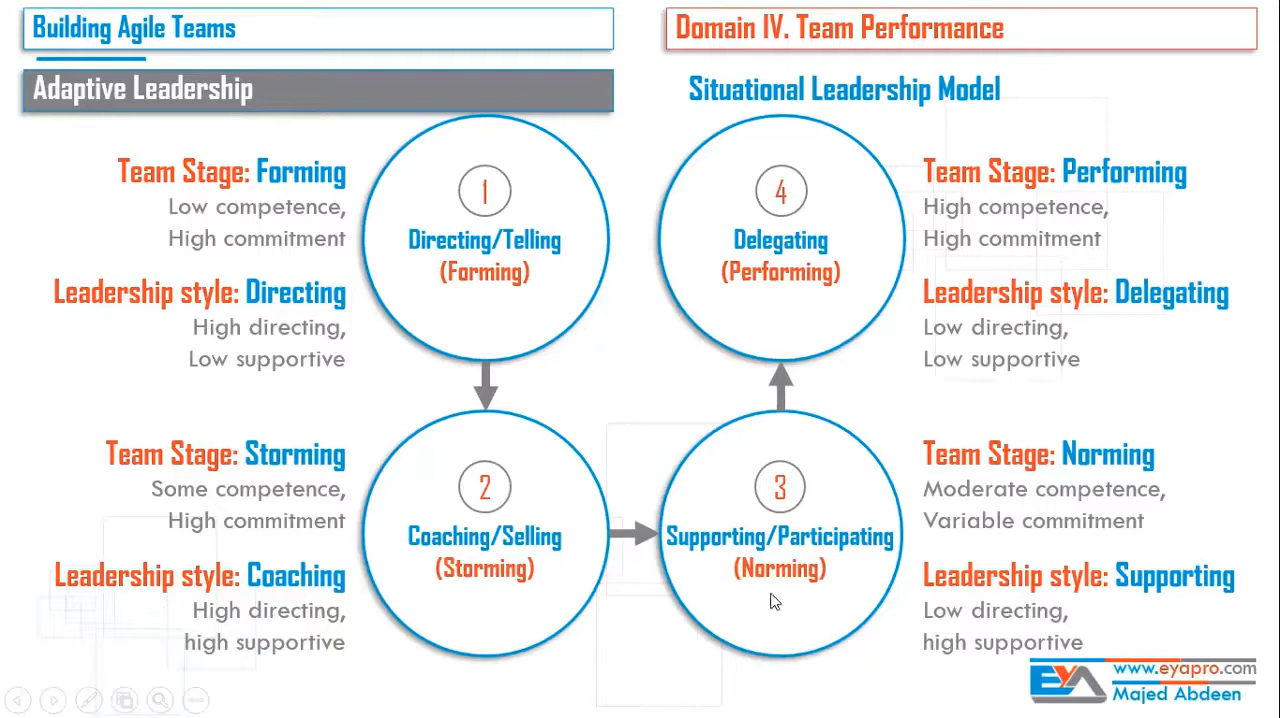 Building Agile Teams
Domain IV. Team Performance
Adaptive Leadership
Situational Leadership Model
Team Stage: Forming
Low competence,
High commitment
Leadership style: Directing
High directing,
Low supportive
1
Directing/Telling
(Forming)
4
Delegating
(Performing)
Team Stage: Performing
High competence,
High commitment
Leadership style: Delegating
Low directing,
Low supportive
Team Stage: Storming
Some competence,
High commitment
Leadership style: Coaching
High directing,
high supportive
2
Coaching/Selling
(Storming)
3
Supporting/Participating
(Norming)
Team Stage: Norming
Moderate competence,
Variable commitment
Leadership style: Supporting
Low directing,
high supportive
EYA
www.eyapro.com
Majed Abdeen